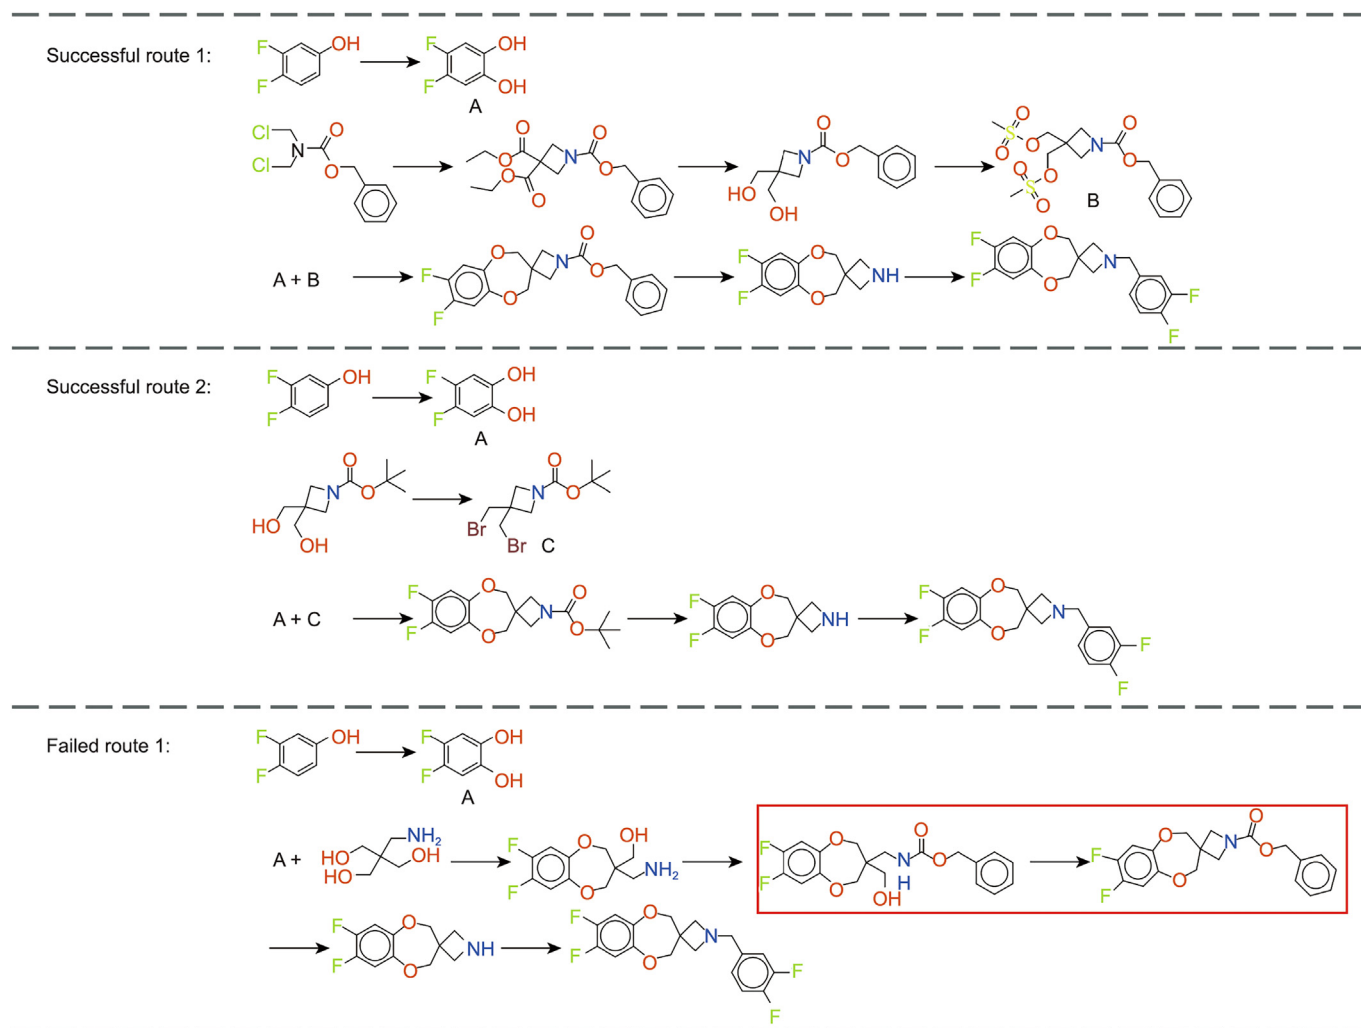 Successful route 1:
F OH F OH
F F OH
A
Cl N Cl O O
O O O O N O O
O N O HO OH
O S O O O S O O N O O
B
A + B
F F O O N O O
F F O O NH
F F O O N F F
Successful route 2:
F OH F OH
F F OH
A
O N O HO OH
O N O Br Br
C
A + C
F F O O N O O
F F O O NH
F F O O N F F
Failed route 1:
F OH F OH
F F OH
A
A +
HO NH2 OH HO
F F O O OH NH2
F F O O N H O O OH
F F O O N O O
F F O O NH
F F O O N F F